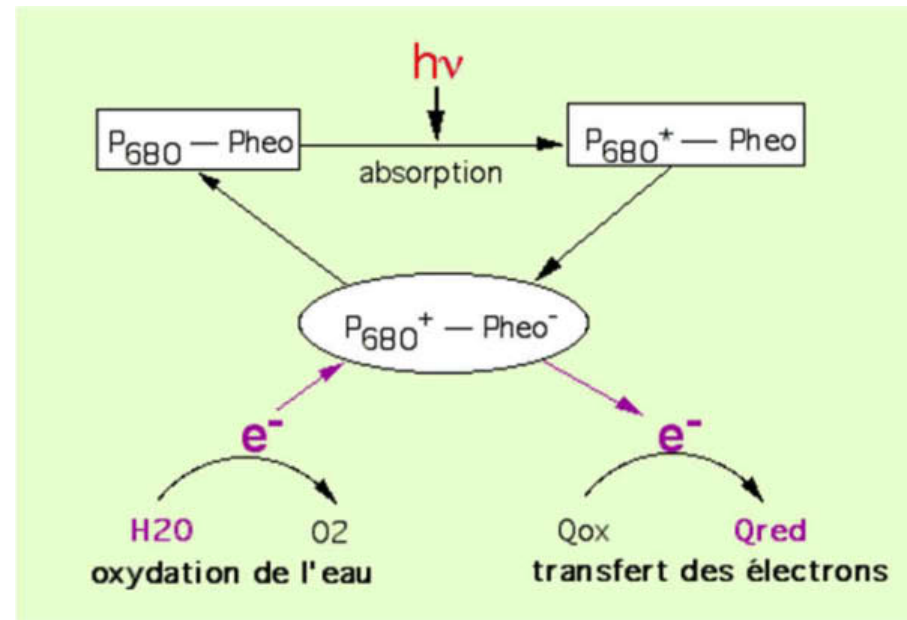 hν
P680 — Pheo
P680* — Pheo
absorption
P680+ — Pheo-
e-
e-
H2O
O2
Qox
Qred
oxydation de l'eau
transfert des électrons